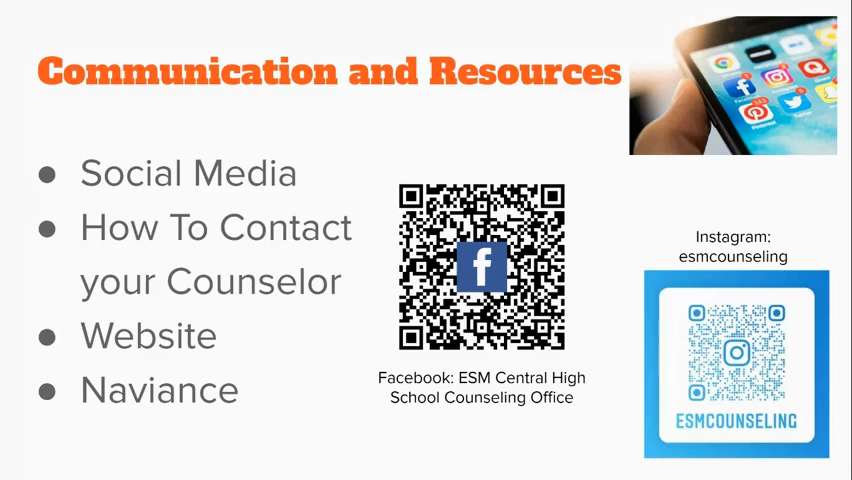 Communication and Resources
● Social Media
● How To Contact
your Counselor
● Website
● Naviance
Facebook: ESM Central High
School Counseling Office
Instagram:
esmcounseling
ESMCOUNSELING